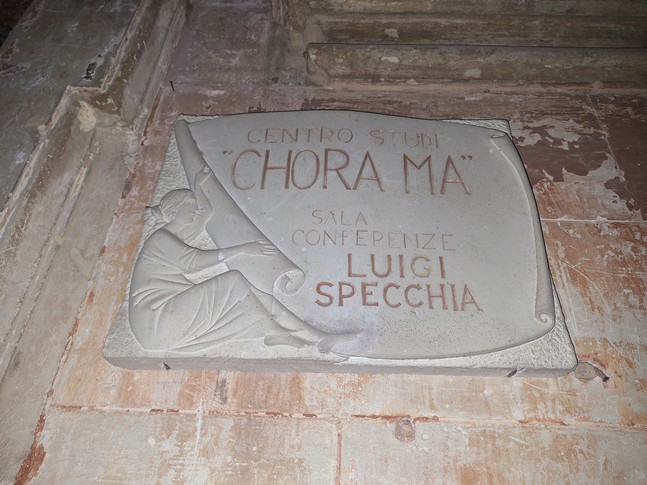 CENTRO STUDI
"CHORA MA"
SALA
CONFERENZE
LUIGI
SPECCHIA